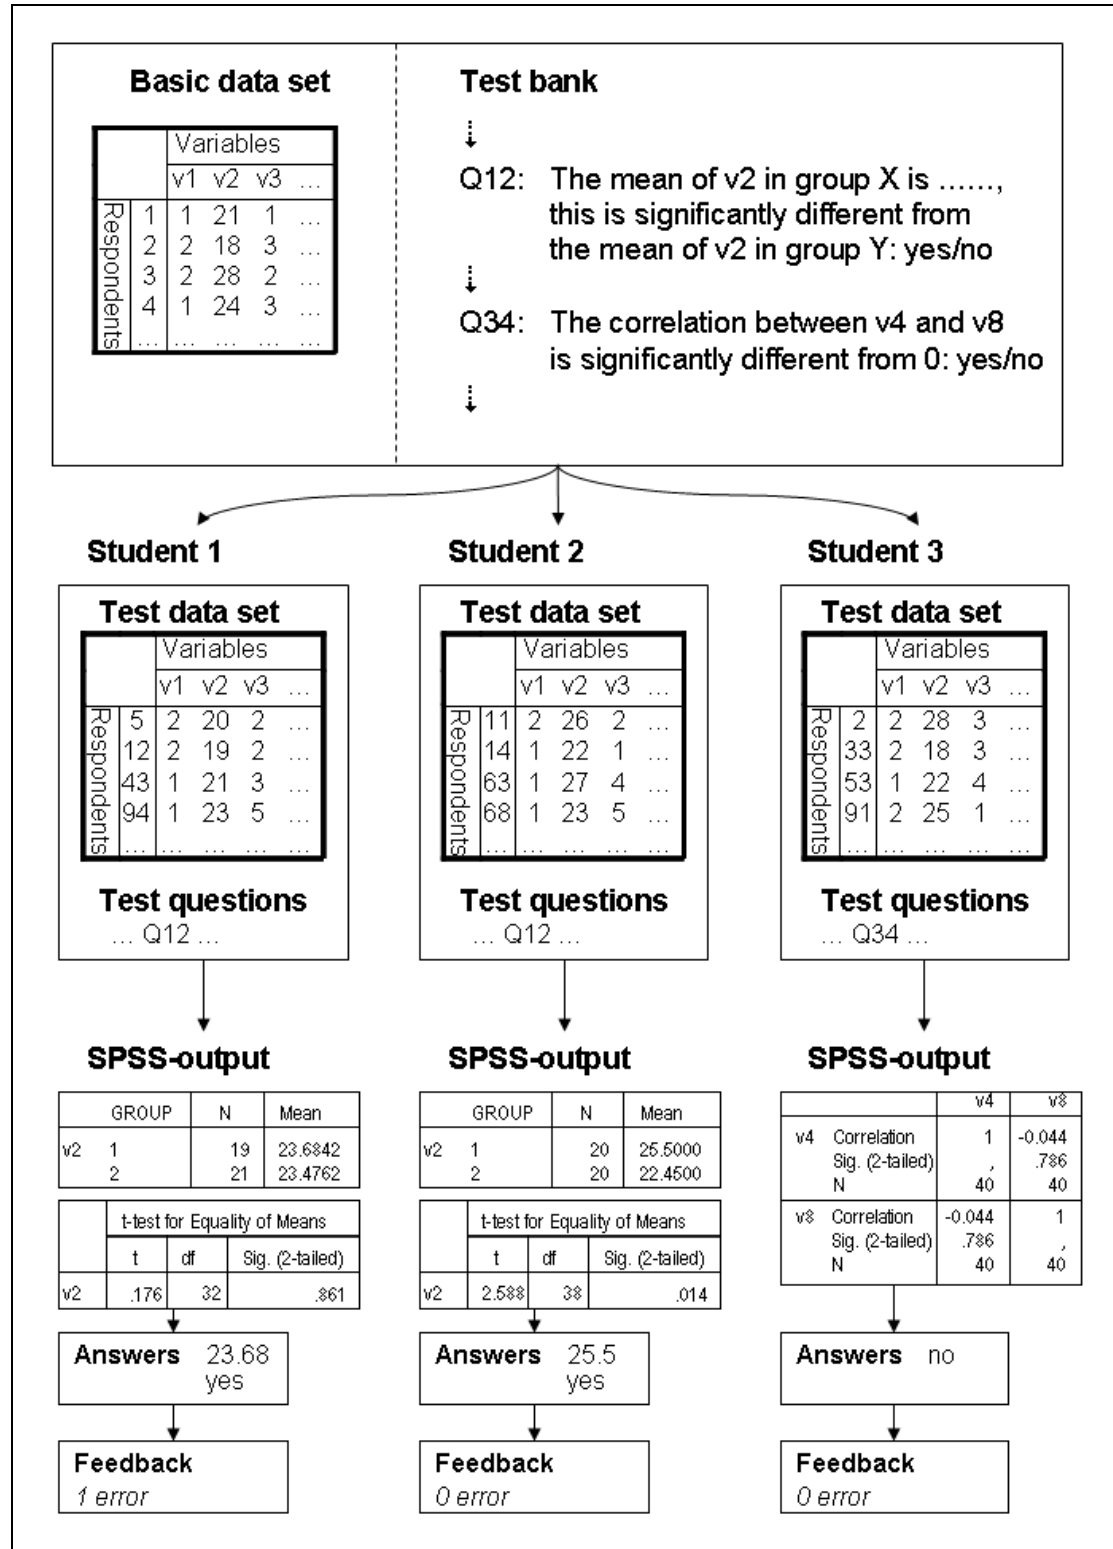 Basic data set
Variables
v1 v2 v3 ...
Respondents
1 1 21 1 ...
2 2 18 3 ...
3 2 28 2 ...
4 1 24 3 ...
... ... ... ... ...
Test bank
Q12: The mean of v2 in group X is ......,
this is significantly different from
the mean of v2 in group Y: yes/no
Q34: The correlation between v4 and v8
is significantly different from 0: yes/no
Student 1
Test data set
Variables
v1 v2 v3 ...
Respondents
5 2 20 2 ...
12 2 19 2 ...
43 1 21 3 ...
94 1 23 5 ...
... ... ... ... ...
Test questions
... Q12 ...
SPSS-output
GROUP N Mean
v2 1 19 23.6842
2 21 23.4762
t-test for Equality of Means
t df Sig. (2-tailed)
v2 .176 32 .861
Answers 23.68
yes
Feedback
1 error
Student 2
Test data set
Variables
v1 v2 v3 ...
Respondents
11 2 26 2 ...
14 1 22 1 ...
63 1 27 4 ...
68 1 23 5 ...
... ... ... ... ...
Test questions
... Q12 ...
SPSS-output
GROUP N Mean
v2 1 20 25.5000
2 20 22.4500
t-test for Equality of Means
t df Sig. (2-tailed)
v2 2.588 38 .014
Answers 25.5
yes
Feedback
0 error
Student 3
Test data set
Variables
v1 v2 v3 ...
Respondents
2 2 28 3 ...
33 2 18 3 ...
53 1 22 4 ...
91 2 25 1 ...
... ... ... ... ...
Test questions
... Q34 ...
SPSS-output
v4 v8
v4 Correlation 1 -0.044
Sig. (2-tailed) , .786
N 40 40
v8 Correlation -0.044 1
Sig. (2-tailed) .786 ,
N 40 40
Answers no
Feedback
0 error